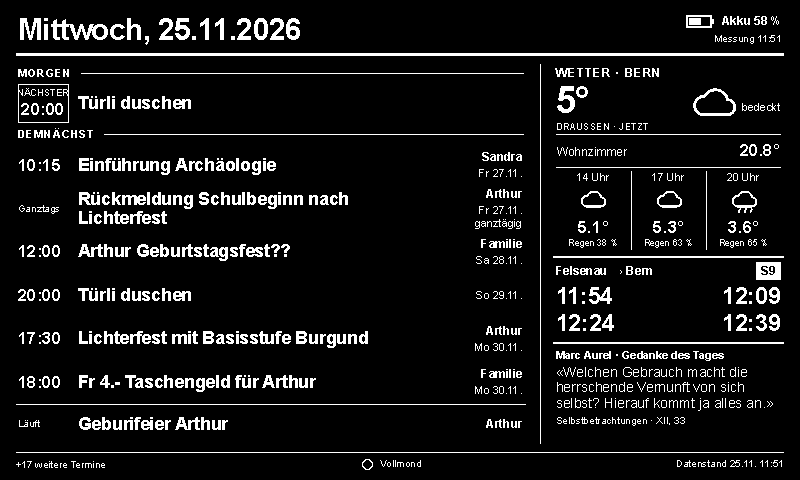 Mittwoch, 25.11.2026
Akku 58 %
Messung 11:51
MORGEN
NÄCHSTER
20:00 Türli duschen
DEMNÄCHST
10:15 Einführung Archäologie Sandra
Fr 27.11.
Ganztags Rückmeldung Schulbeginn nach
Lichterfest
Arthur
Fr 27.11.
ganztägig
12:00 Arthur Geburtstagsfest?? Familie
Sa 28.11.
20:00 Türli duschen So 29.11.
17:30 Lichterfest mit Basisstufe Burgund Arthur
Mo 30.11.
18:00 Fr 4.- Taschengeld für Arthur Familie
Mo 30.11.
Läuft Geburifeier Arthur Arthur
WETTER · BERN
5° bedeckt
DRAUSSEN · JETZT
Wohnzimmer 20.8°
14 Uhr 17 Uhr 20 Uhr
5.1° 5.3° 3.6°
Regen 38 % Regen 63 % Regen 65 %
Felsenau › Bern S9
11:54 12:09
12:24 12:39
Marc Aurel · Gedanke des Tages
«Welchen Gebrauch macht die
herrschende Vernunft von sich
selbst? Hierauf kommt ja alles an.»
Selbstbetrachtungen · XII, 33
+17 weitere Termine Vollmond Datenstand 25.11. 11:51